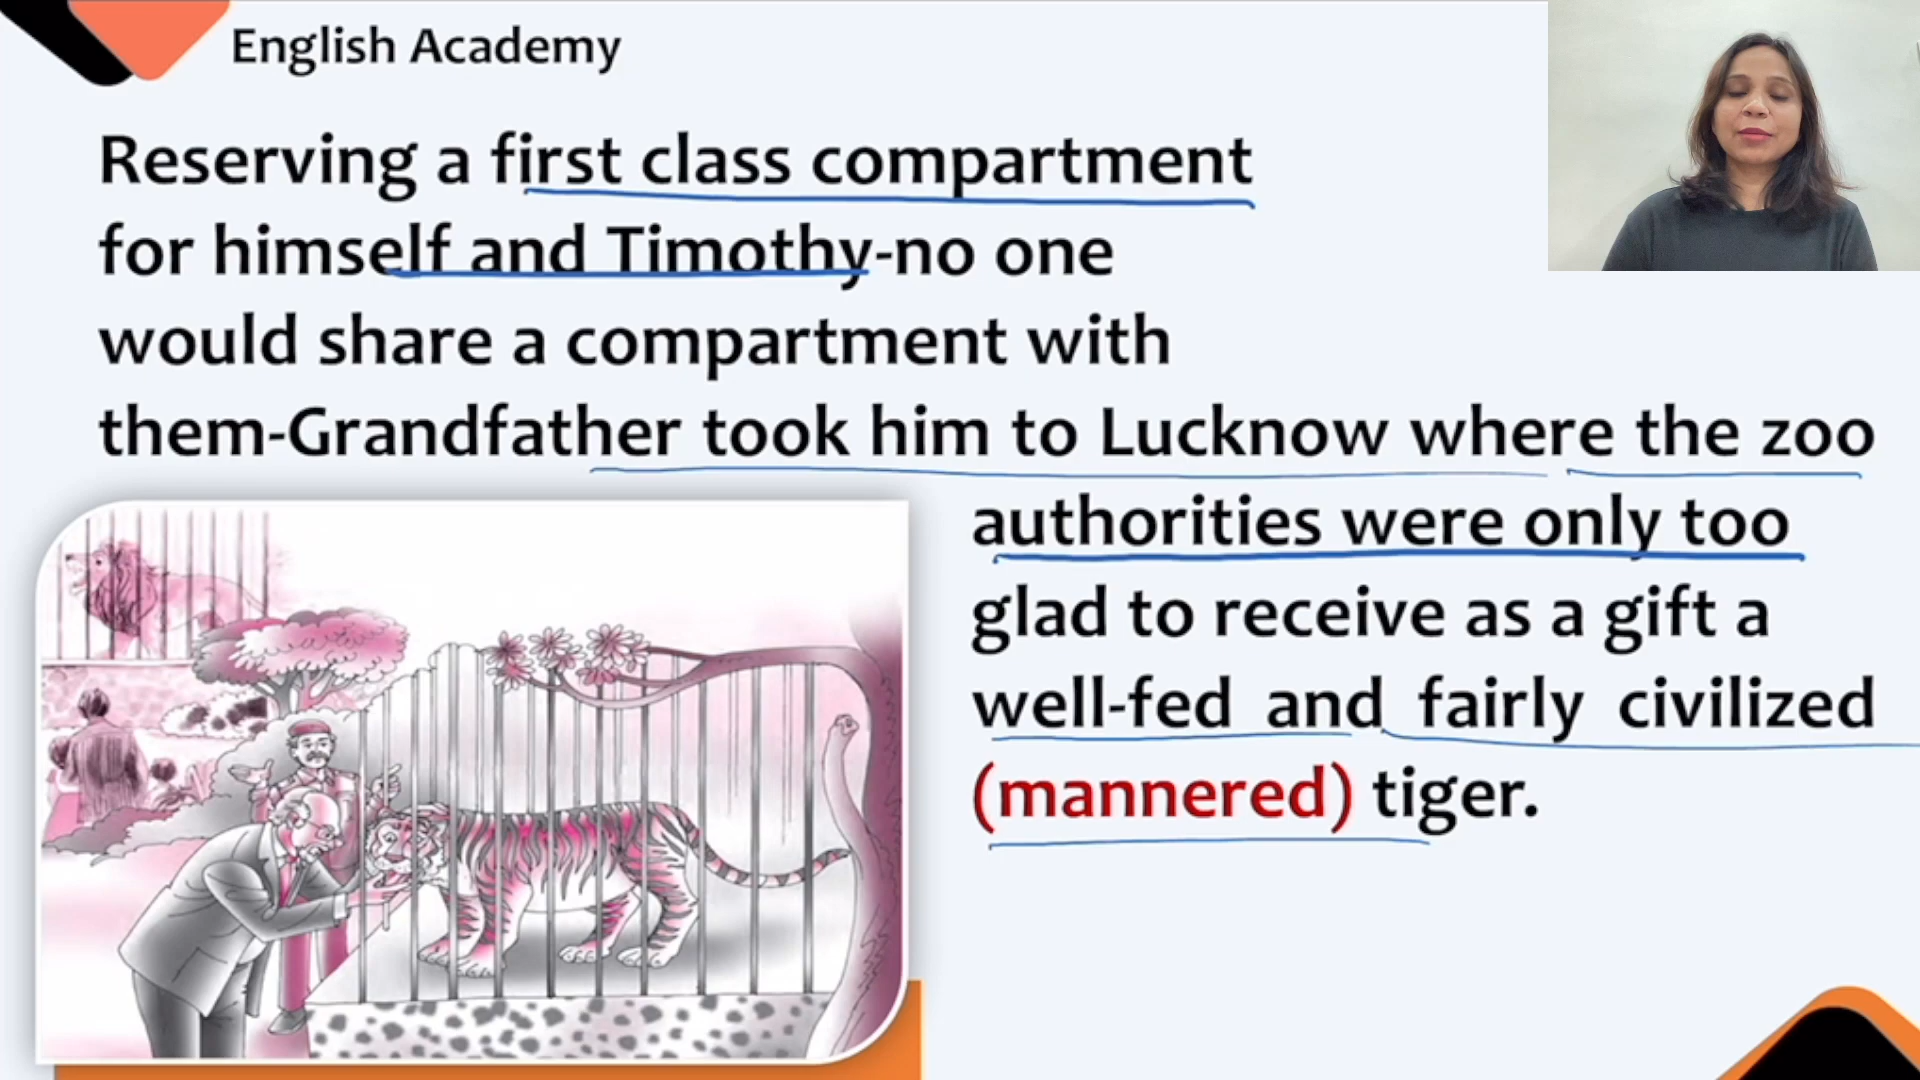 English Academy
Reserving a first class compartment
for himself and Timothy-no one
would share a compartment with
them-Grandfather took him to Lucknow where the zoo
authorities were only too
glad to receive as a gift a
well-fed and fairly civilized
(mannered) tiger.